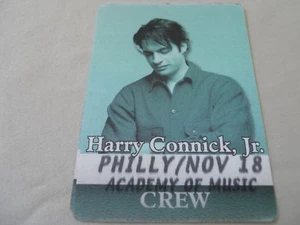 Harry Connick, Jr.
PHILLY/NOV 18
ACADEMY OF MUSIC
CREW